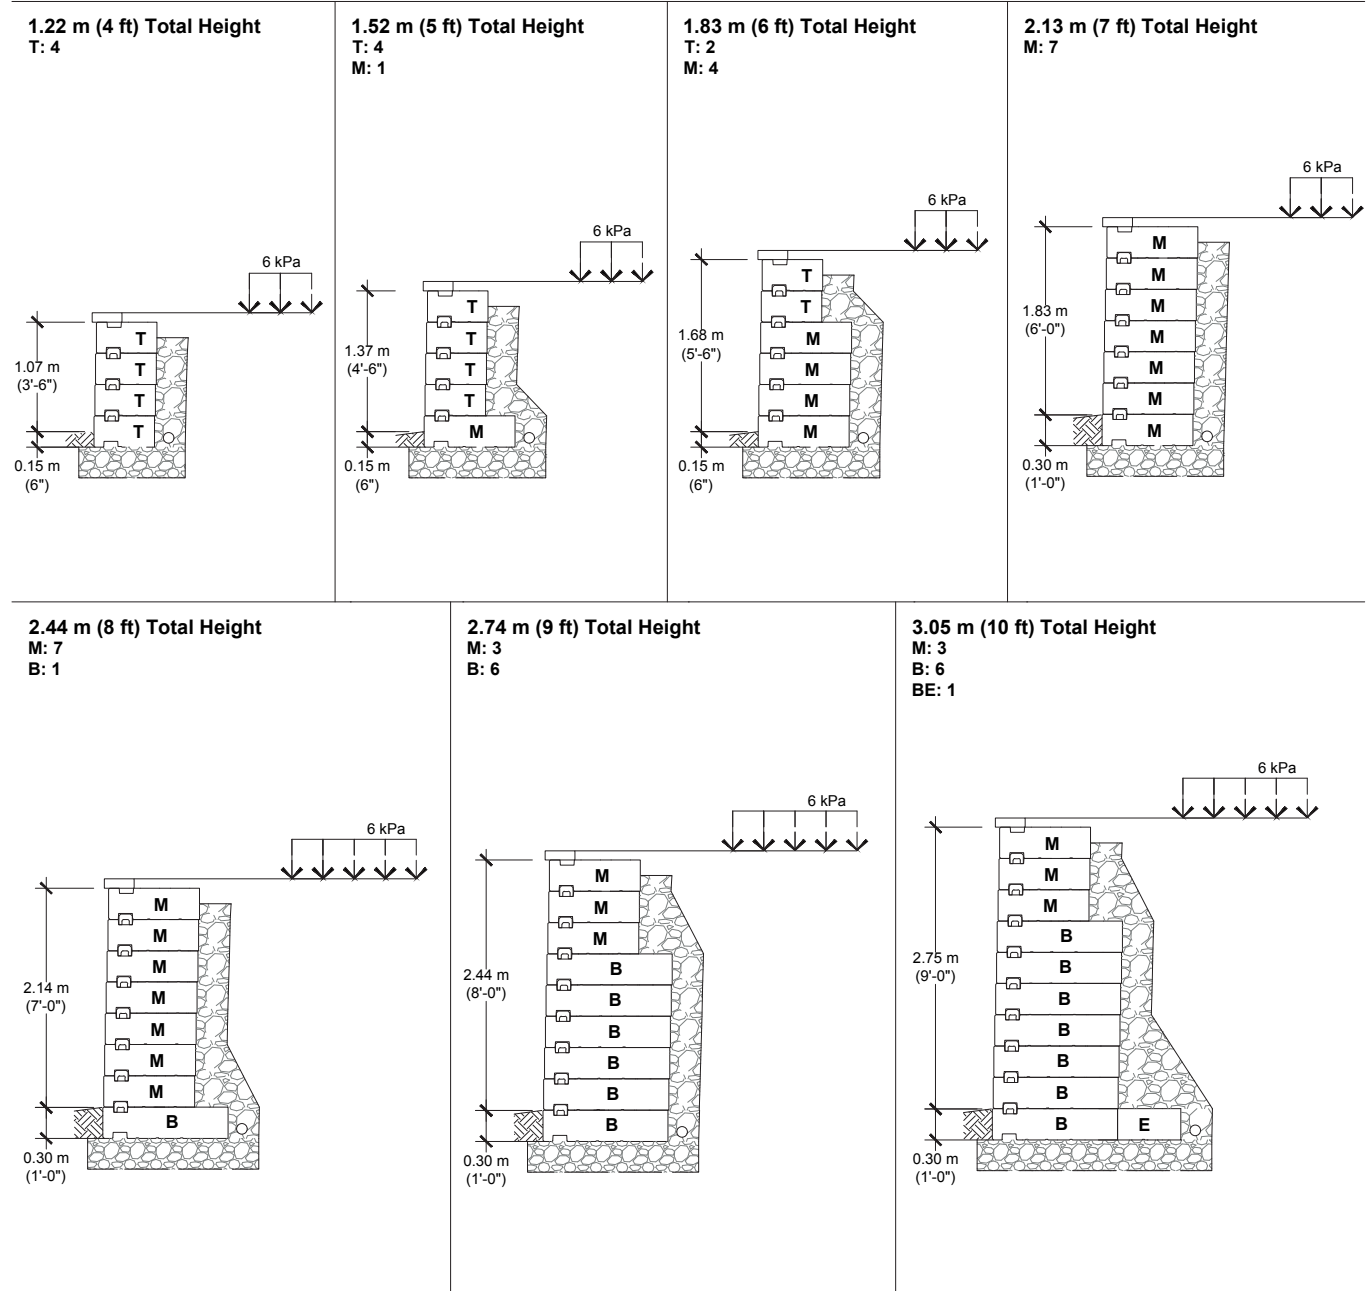 1.22 m (4 ft) Total Height
T: 4
6 kPa
T
T
T
T
1.07 m
(3'-6")
0.15 m
(6")
1.52 m (5 ft) Total Height
T: 4
M: 1
6 kPa
T
T
T
T
M
1.37 m
(4'-6")
0.15 m
(6")
1.83 m (6 ft) Total Height
T: 2
M: 4
6 kPa
T
T
M
M
M
M
1.68 m
(5'-6")
0.15 m
(6")
2.13 m (7 ft) Total Height
M: 7
6 kPa
M
M
M
M
M
M
M
1.83 m
(6'-0")
0.30 m
(1'-0")
2.44 m (8 ft) Total Height
M: 7
B: 1
6 kPa
M
M
M
M
M
M
M
B
2.14 m
(7'-0")
0.30 m
(1'-0")
2.74 m (9 ft) Total Height
M: 3
B: 6
6 kPa
M
M
M
B
B
B
B
B
B
2.44 m
(8'-0")
0.30 m
(1'-0")
3.05 m (10 ft) Total Height
M: 3
B: 6
BE: 1
6 kPa
M
M
M
B
B
B
B
B
B
B E
2.75 m
(9'-0")
0.30 m
(1'-0")